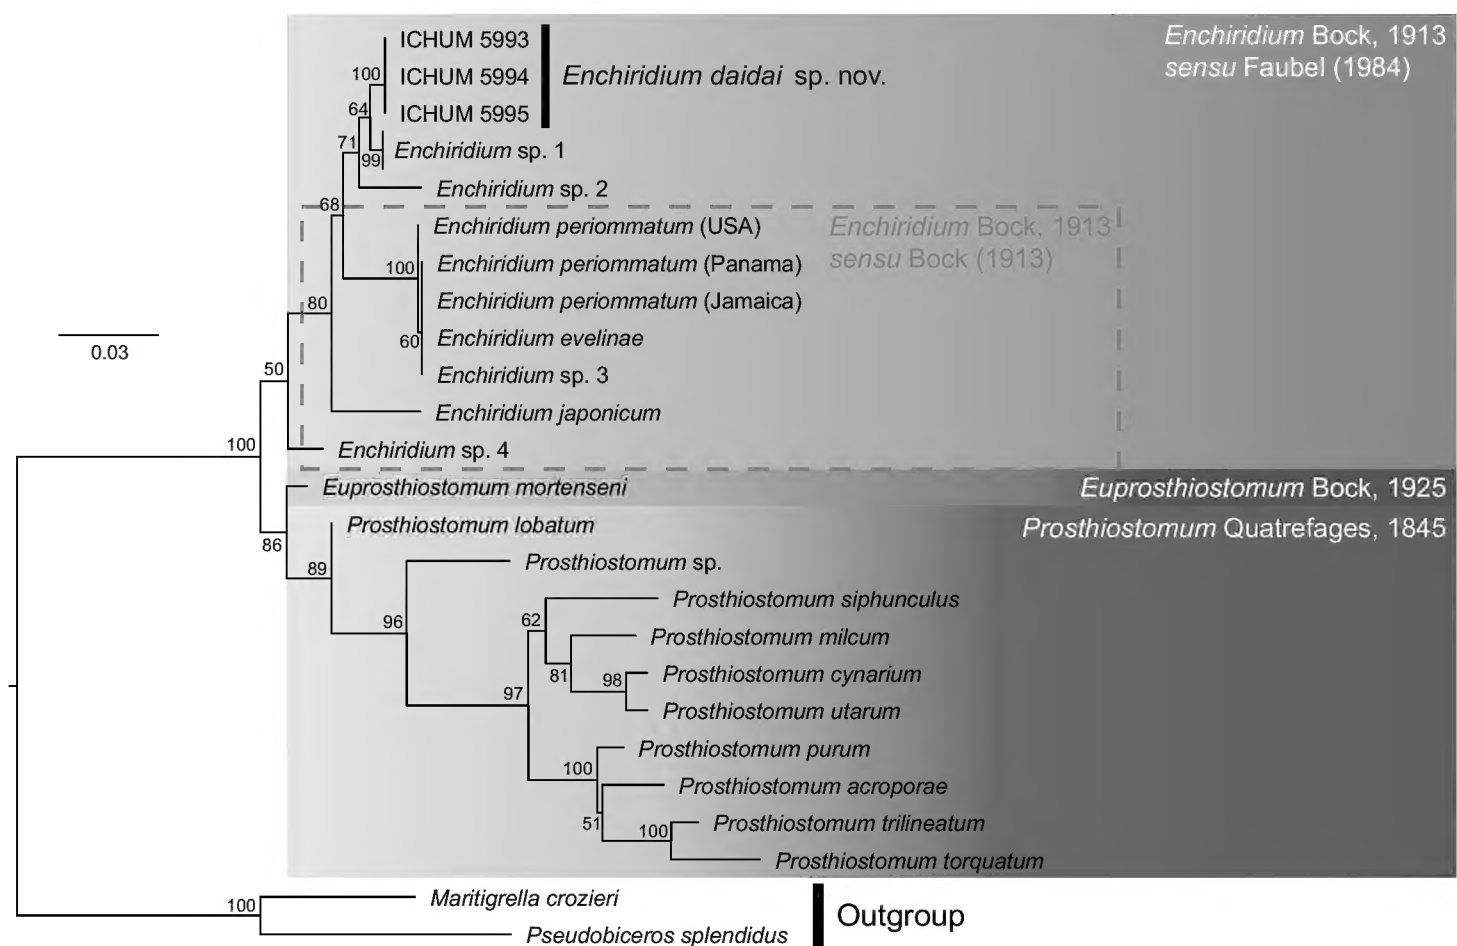 ICHUM 5993
Enchiridium Bock, 1913
sensu Faubel (1984)
100
ICHUM 5994
Enchiridium daidai sp. nov.
64
ICHUM 5995
71
99
Enchiridium sp. 1
Enchiridium sp. 2
68
Enchiridium periommatum (USA)
Enchiridium Bock, 1913
sensu Bock (1913)
100
Enchiridium periommatum (Panama)
80
Enchiridium periommatum (Jamaica)
0.03
60
Enchiridium evelinae
Enchiridium sp. 3
50
Enchiridium japonicum
100
Enchiridium sp. 4
Euprosthiostomum mortenseni
Euprosthiostomum Bock, 1925
Prosthiostomum lobatum
Prosthiostomum Quatrefages, 1845
86
89
Prosthiostomum sp.
96
Prosthiostomum siphunculus
62
Prosthiostomum milcum
81
98
Prosthiostomum cynarium
97
Prosthiostomum utarum
Prosthiostomum purum
100
Prosthiostomum acroporae
51
100
Prosthiostomum trilineatum
Prosthiostomum torquatum
100
Maritigrella crozieri
Outgroup
Pseudobiceros splendidus